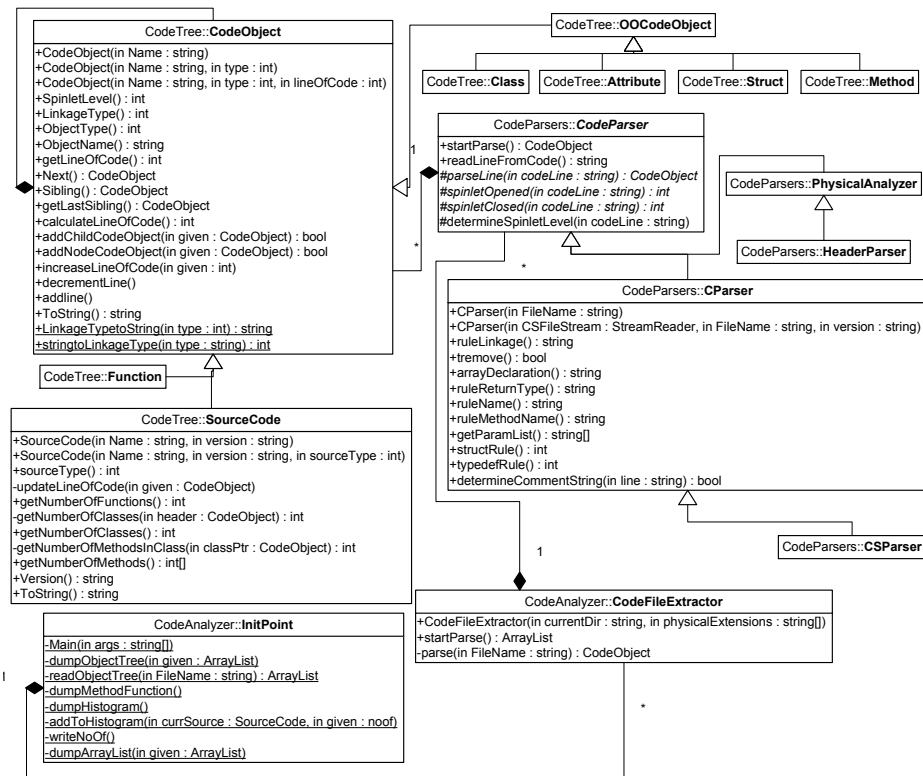 CodeTree::CodeObject
+CodeObject(in Name : string)
+CodeObject(in Name : string, in type : int)
+CodeObject(in Name : string, in type : int, in lineOfCode : int)
+SpinletLevel() : int
+LinkageType() : int
+ObjectType() : int
+ObjectName() : string
+getLineOfCode() : int
+Next() : CodeObject
+Sibling() : CodeObject
+getLastSibling() : CodeObject
+calculateLineOfCode() : int
+addChildCodeObject(in given : CodeObject) : bool
+addNodeCodeObject(in given : CodeObject) : bool
+increaseLineOfCode(in given : int)
+decrementLine()
+addline()
+ToString() : string
+LinkageTypetoString(in type : int) : string
+stringtoLinkageType(in type : string) : int
CodeTree::OOCodeObject
CodeTree::Class
CodeTree::Attribute
CodeTree::Struct
CodeTree::Method
1
*
CodeParsers::CodeParser
+startParse() : CodeObject
+readLineFromCode() : string
#parseLine(in codeLine : string) : CodeObject
#spinletOpened(in codeLine : string) : int
#spinletClosed(in codeLine : string) : int
#determineSpinletLevel(in codeLine : string)
CodeParsers::PhysicalAnalyzer
CodeParsers::HeaderParser
*
CodeParsers::CParser
+CParser(in FileName : string)
+CParser(in CSFileStream : StreamReader, in FileName : string, in version : string)
+ruleLinkage() : string
+tremove() : bool
+arrayDeclaration() : string
+ruleReturnType() : string
+ruleName() : string
+ruleMethodName() : string
+getParamList() : string[]
+structRule() : int
+typedefRule() : int
+determineCommentString(in line : string) : bool
CodeParsers::CSParser
CodeTree::Function
CodeTree::SourceCode
+SourceCode(in Name : string, in version : string)
+SourceCode(in Name : string, in version : string, in sourceType : int)
+sourceType() : int
-updateLineOfCode(in given : CodeObject)
+getNumberOfFunctions() : int
-getNumberOfClasses(in header : CodeObject) : int
+getNumberOfClasses() : int
-getNumberOfMethodsInClass(in classPtr : CodeObject) : int
+getNumberOfMethods() : int[]
+Version() : string
+ToString() : string
1
CodeAnalyzer::CodeFileExtractor
+CodeFileExtractor(in currentDir : string, in physicalExtensions : string[])
+startParse() : ArrayList
-parse(in FileName : string) : CodeObject
*
CodeAnalyzer::InitPoint
-Main(in args : string[])
-dumpObjectTree(in given : ArrayList)
-readObjectTree(in FileName : string) : ArrayList
-dumpMethodFunction()
-dumpHistogram()
-addToHistogram(in currSource : SourceCode, in given : noof)
-writeNoOf()
-dumpArrayList(in given : ArrayList)